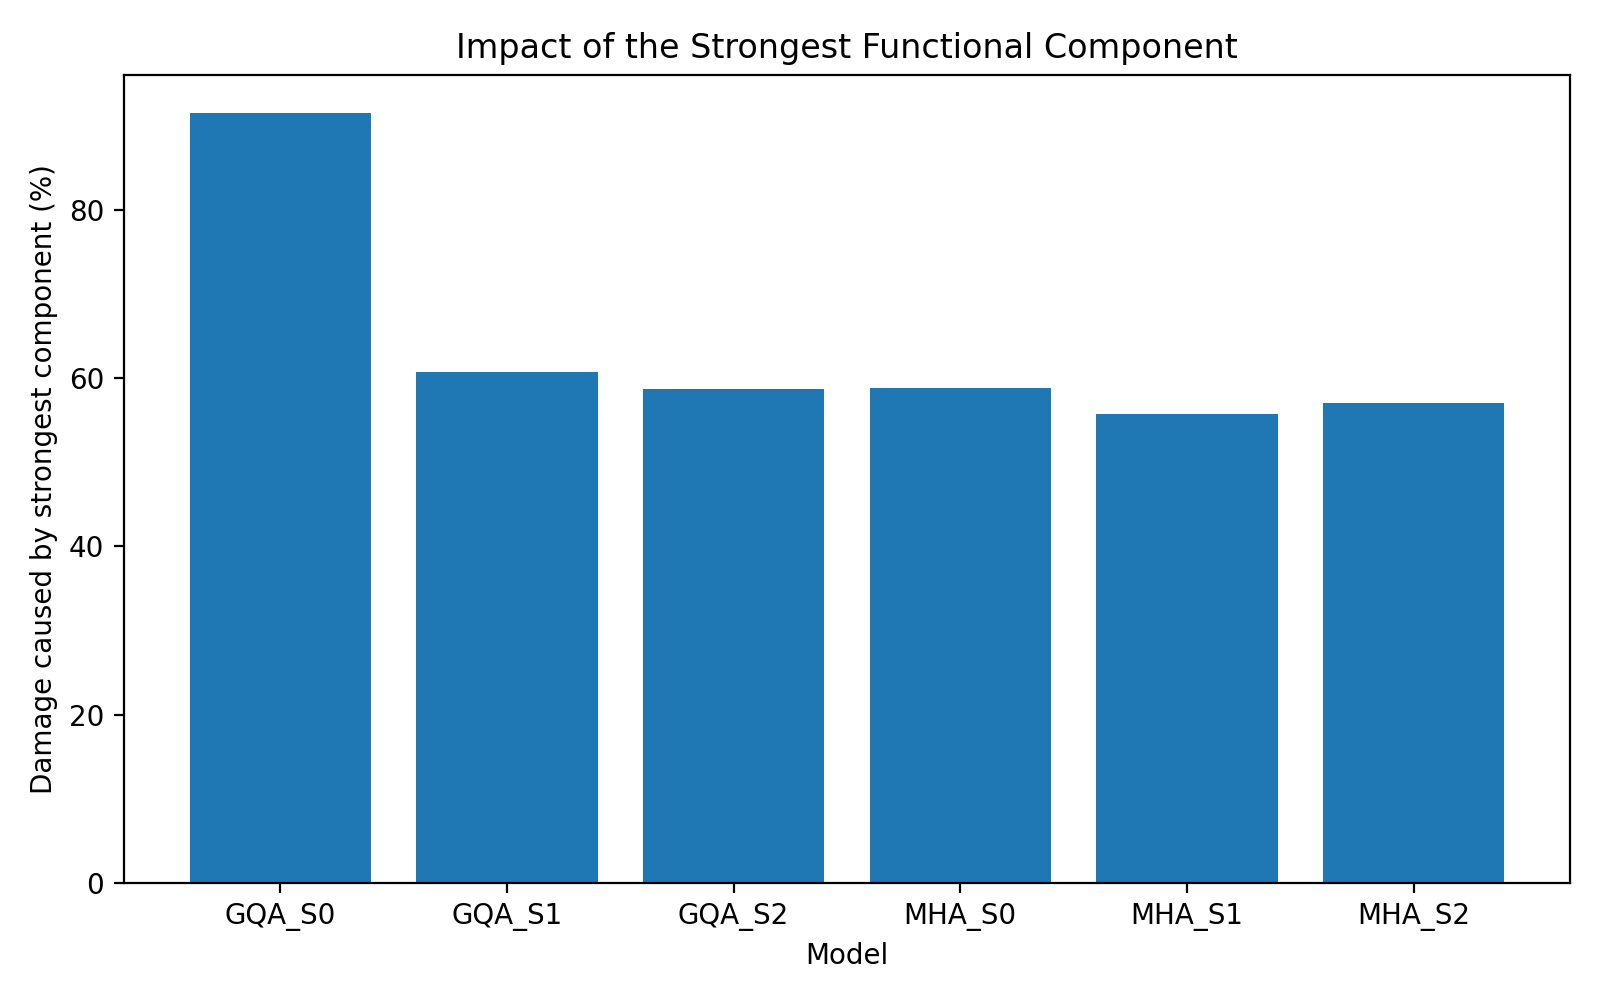 Impact of the Strongest Functional Component
Damage caused by strongest component (%)
80
60
40
20
0
GQA_S0 GQA_S1 GQA_S2 MHA_S0 MHA_S1 MHA_S2
Model